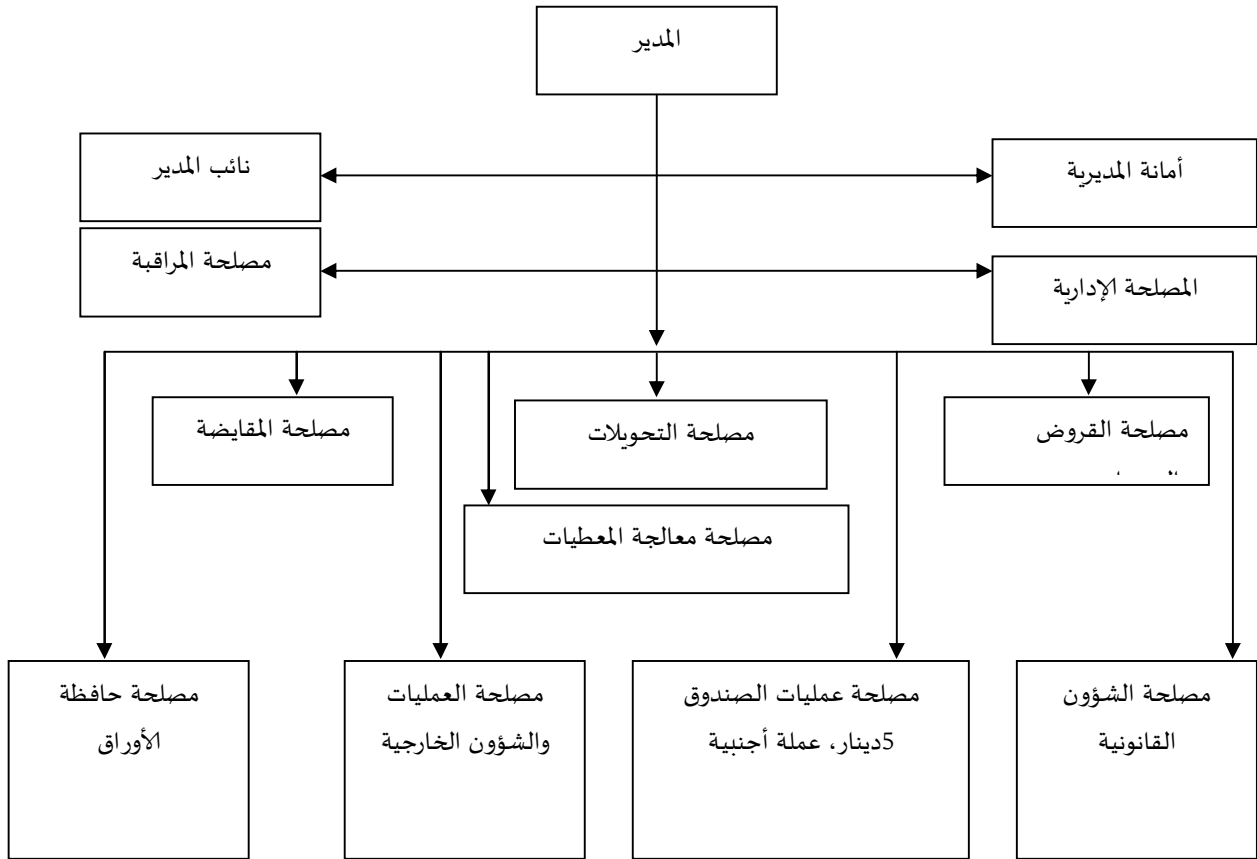 المدير
أمانة المديرية
نائب المدير
المصلحة الإدارية
مصلحة المراقبة
مصلحة القروض
مصلحة التحويلات
مصلحة المقايضة
مصلحة معالجة المعطيات
مصلحة الشؤون
القانونية
مصلحة عمليات الصندوق
5دينار، عملة أجنبية
مصلحة العمليات
والشؤون الخارجية
مصلحة حافظة
الأوراق